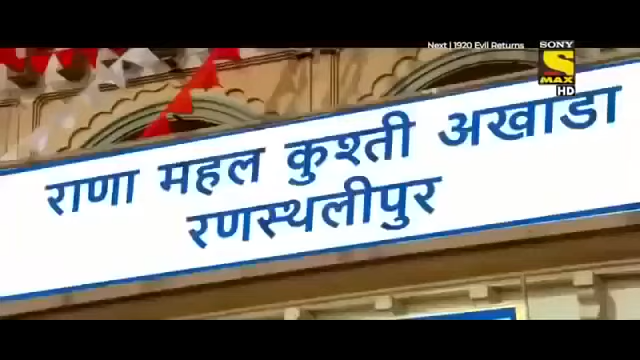 Next | 1920 Evil Returns
SONY
MAX
HD
राणा महल कुश्ती अखाडा
रणस्थलीपुर